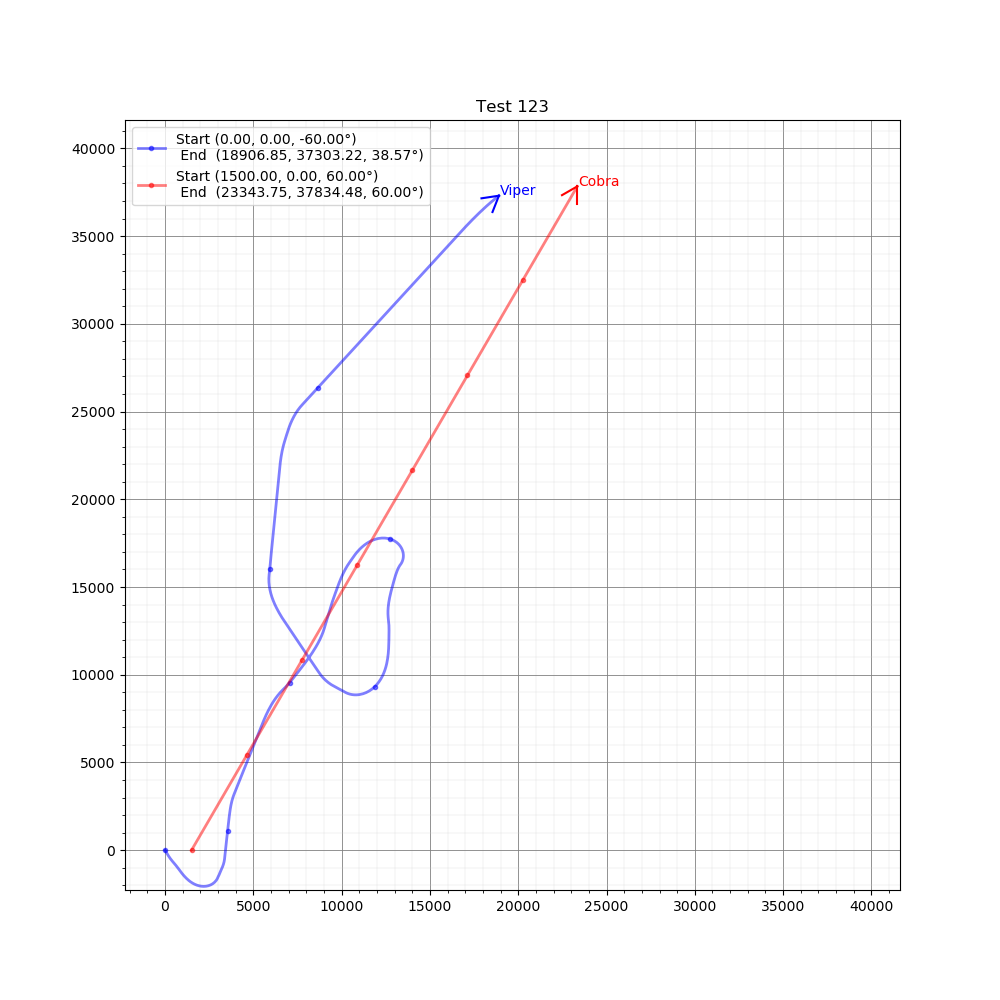 Test 123
Start (0.00, 0.00, -60.00°)
End (18906.85, 37303.22, 38.57°)
Start (1500.00, 0.00, 60.00°)
End (23343.75, 37834.48, 60.00°)
Viper
Cobra
40000
35000
30000
25000
20000
15000
10000
5000
0
0 5000 10000 15000 20000 25000 30000 35000 40000